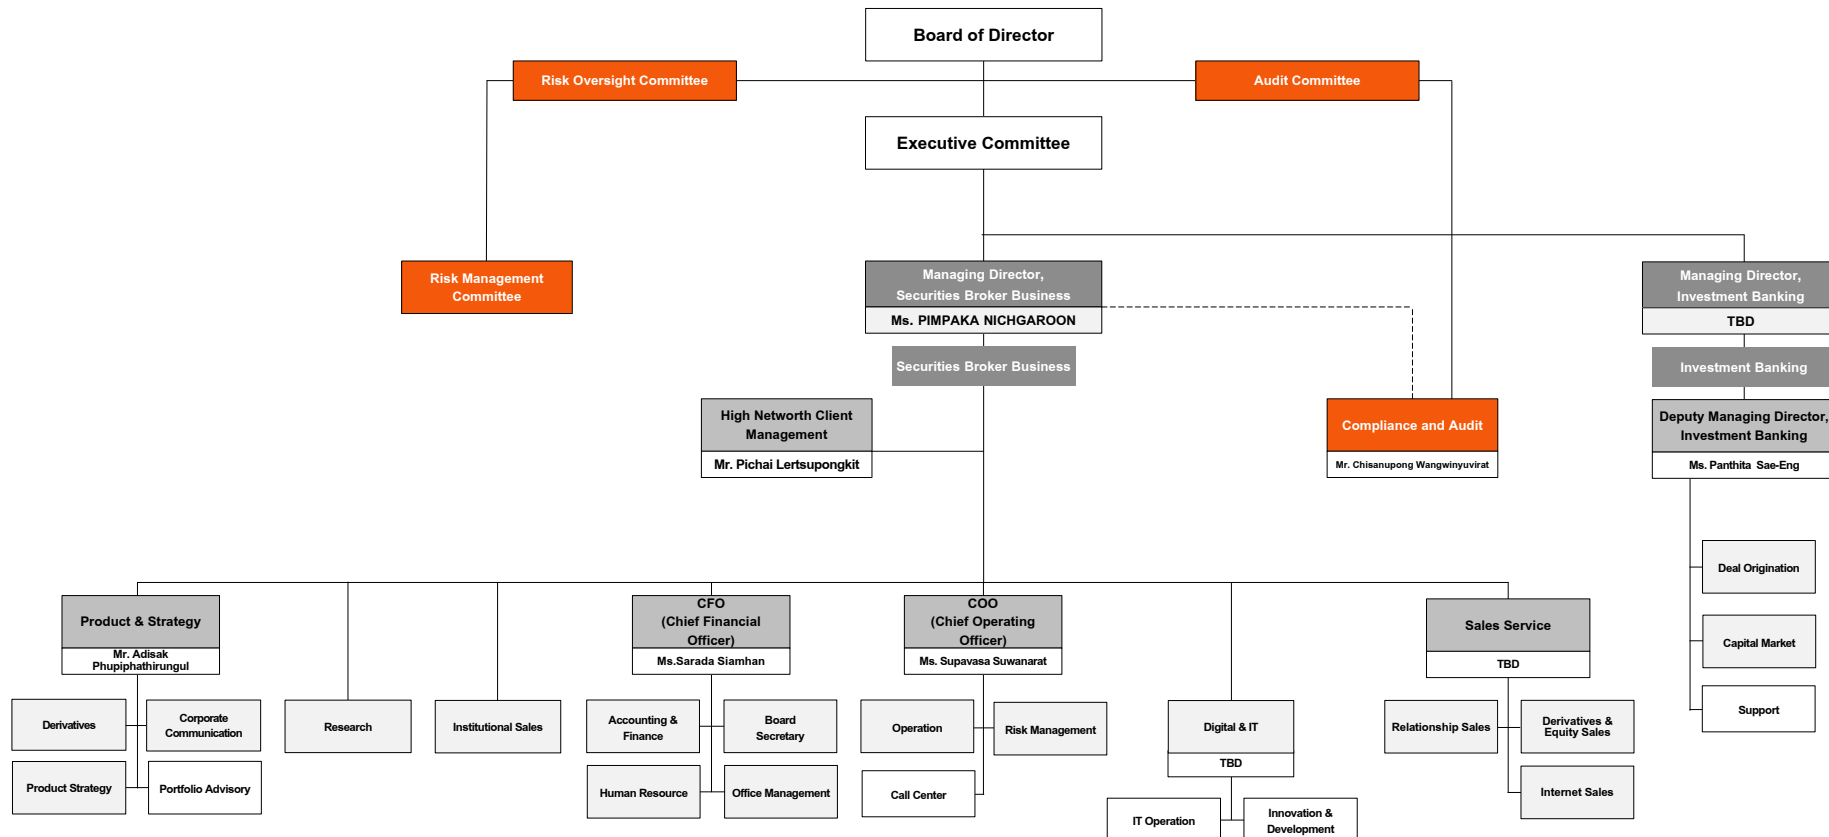 Board of Director
Risk Oversight Committee
Audit Committee
Executive Committee
Risk Management
Committee
Managing Director,
Securities Broker Business
Ms. PIMPAKA NICHGAROON
Managing Director,
Investment Banking
TBD
Securities Broker Business
Investment Banking
High Networth Client
Management
Mr. Pichai Lertsupongkit
Compliance and Audit
Mr. Chisanupong Wangwinyuvirat
Deputy Managing Director,
Investment Banking
Ms. Panthita Sae-Eng
Deal Origination
Capital Market
Support
Product & Strategy
Mr. Adisak
Phupiphathirungul
CFO
(Chief Financial
Officer)
Ms.Sarada Siamhan
COO
(Chief Operating
Officer)
Ms. Supavasa Suwanarat
Sales Service
TBD
Derivatives
Corporate
Communication
Product Strategy
Portfolio Advisory
Research
Institutional Sales
Accounting &
Finance
Board
Secretary
Human Resource
Office Management
Operation
Risk Management
Call Center
Digital & IT
TBD
IT Operation
Innovation &
Development
Relationship Sales
Derivatives &
Equity Sales
Internet Sales